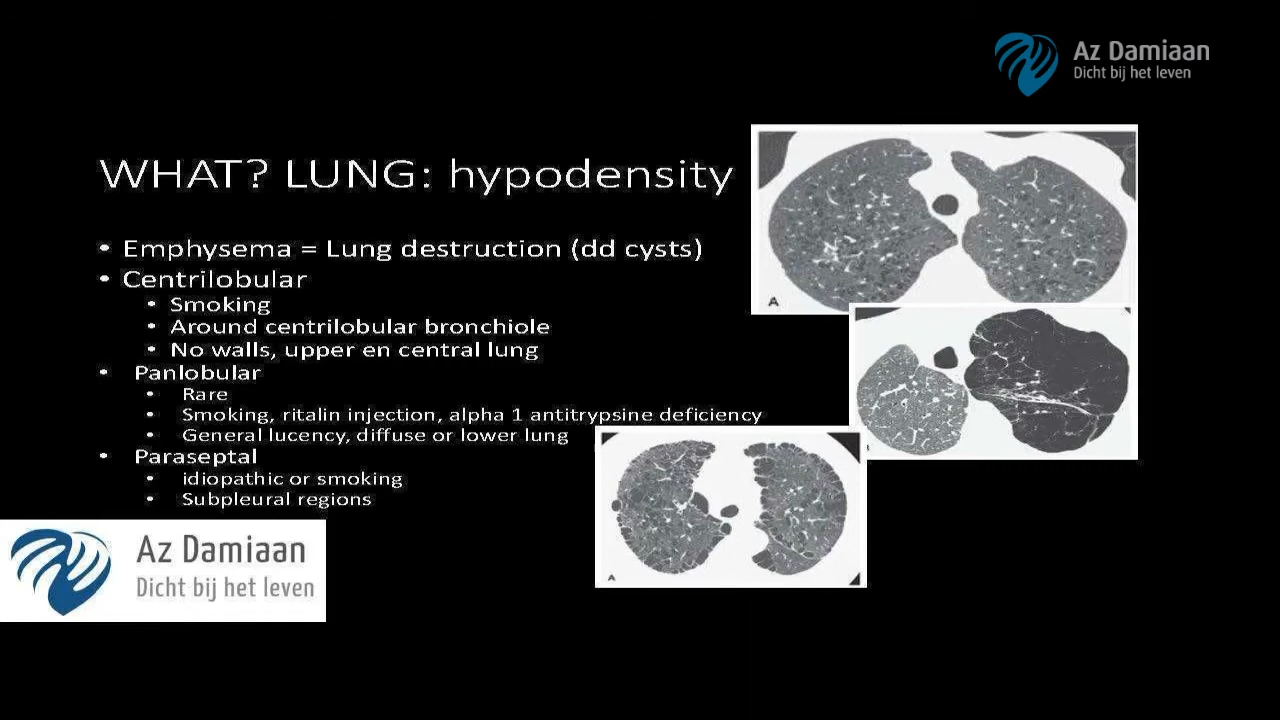 Az Damiaan
Dicht bij het leven
WHAT? LUNG: hypodensity
• Emphysema = Lung destruction (dd cysts)
• Centrilobular
• Smoking
• Around centrilobular bronchiole
• No walls, upper en central lung
• Panlobular
• Rare
• Smoking, ritalin injection, alpha 1 antitrypsine deficiency
• General lucency, diffuse or lower lung
• Paraseptal
• idiopathic or smoking
• Subpleural regions
A
A
Az Damiaan
Dicht bij het leven